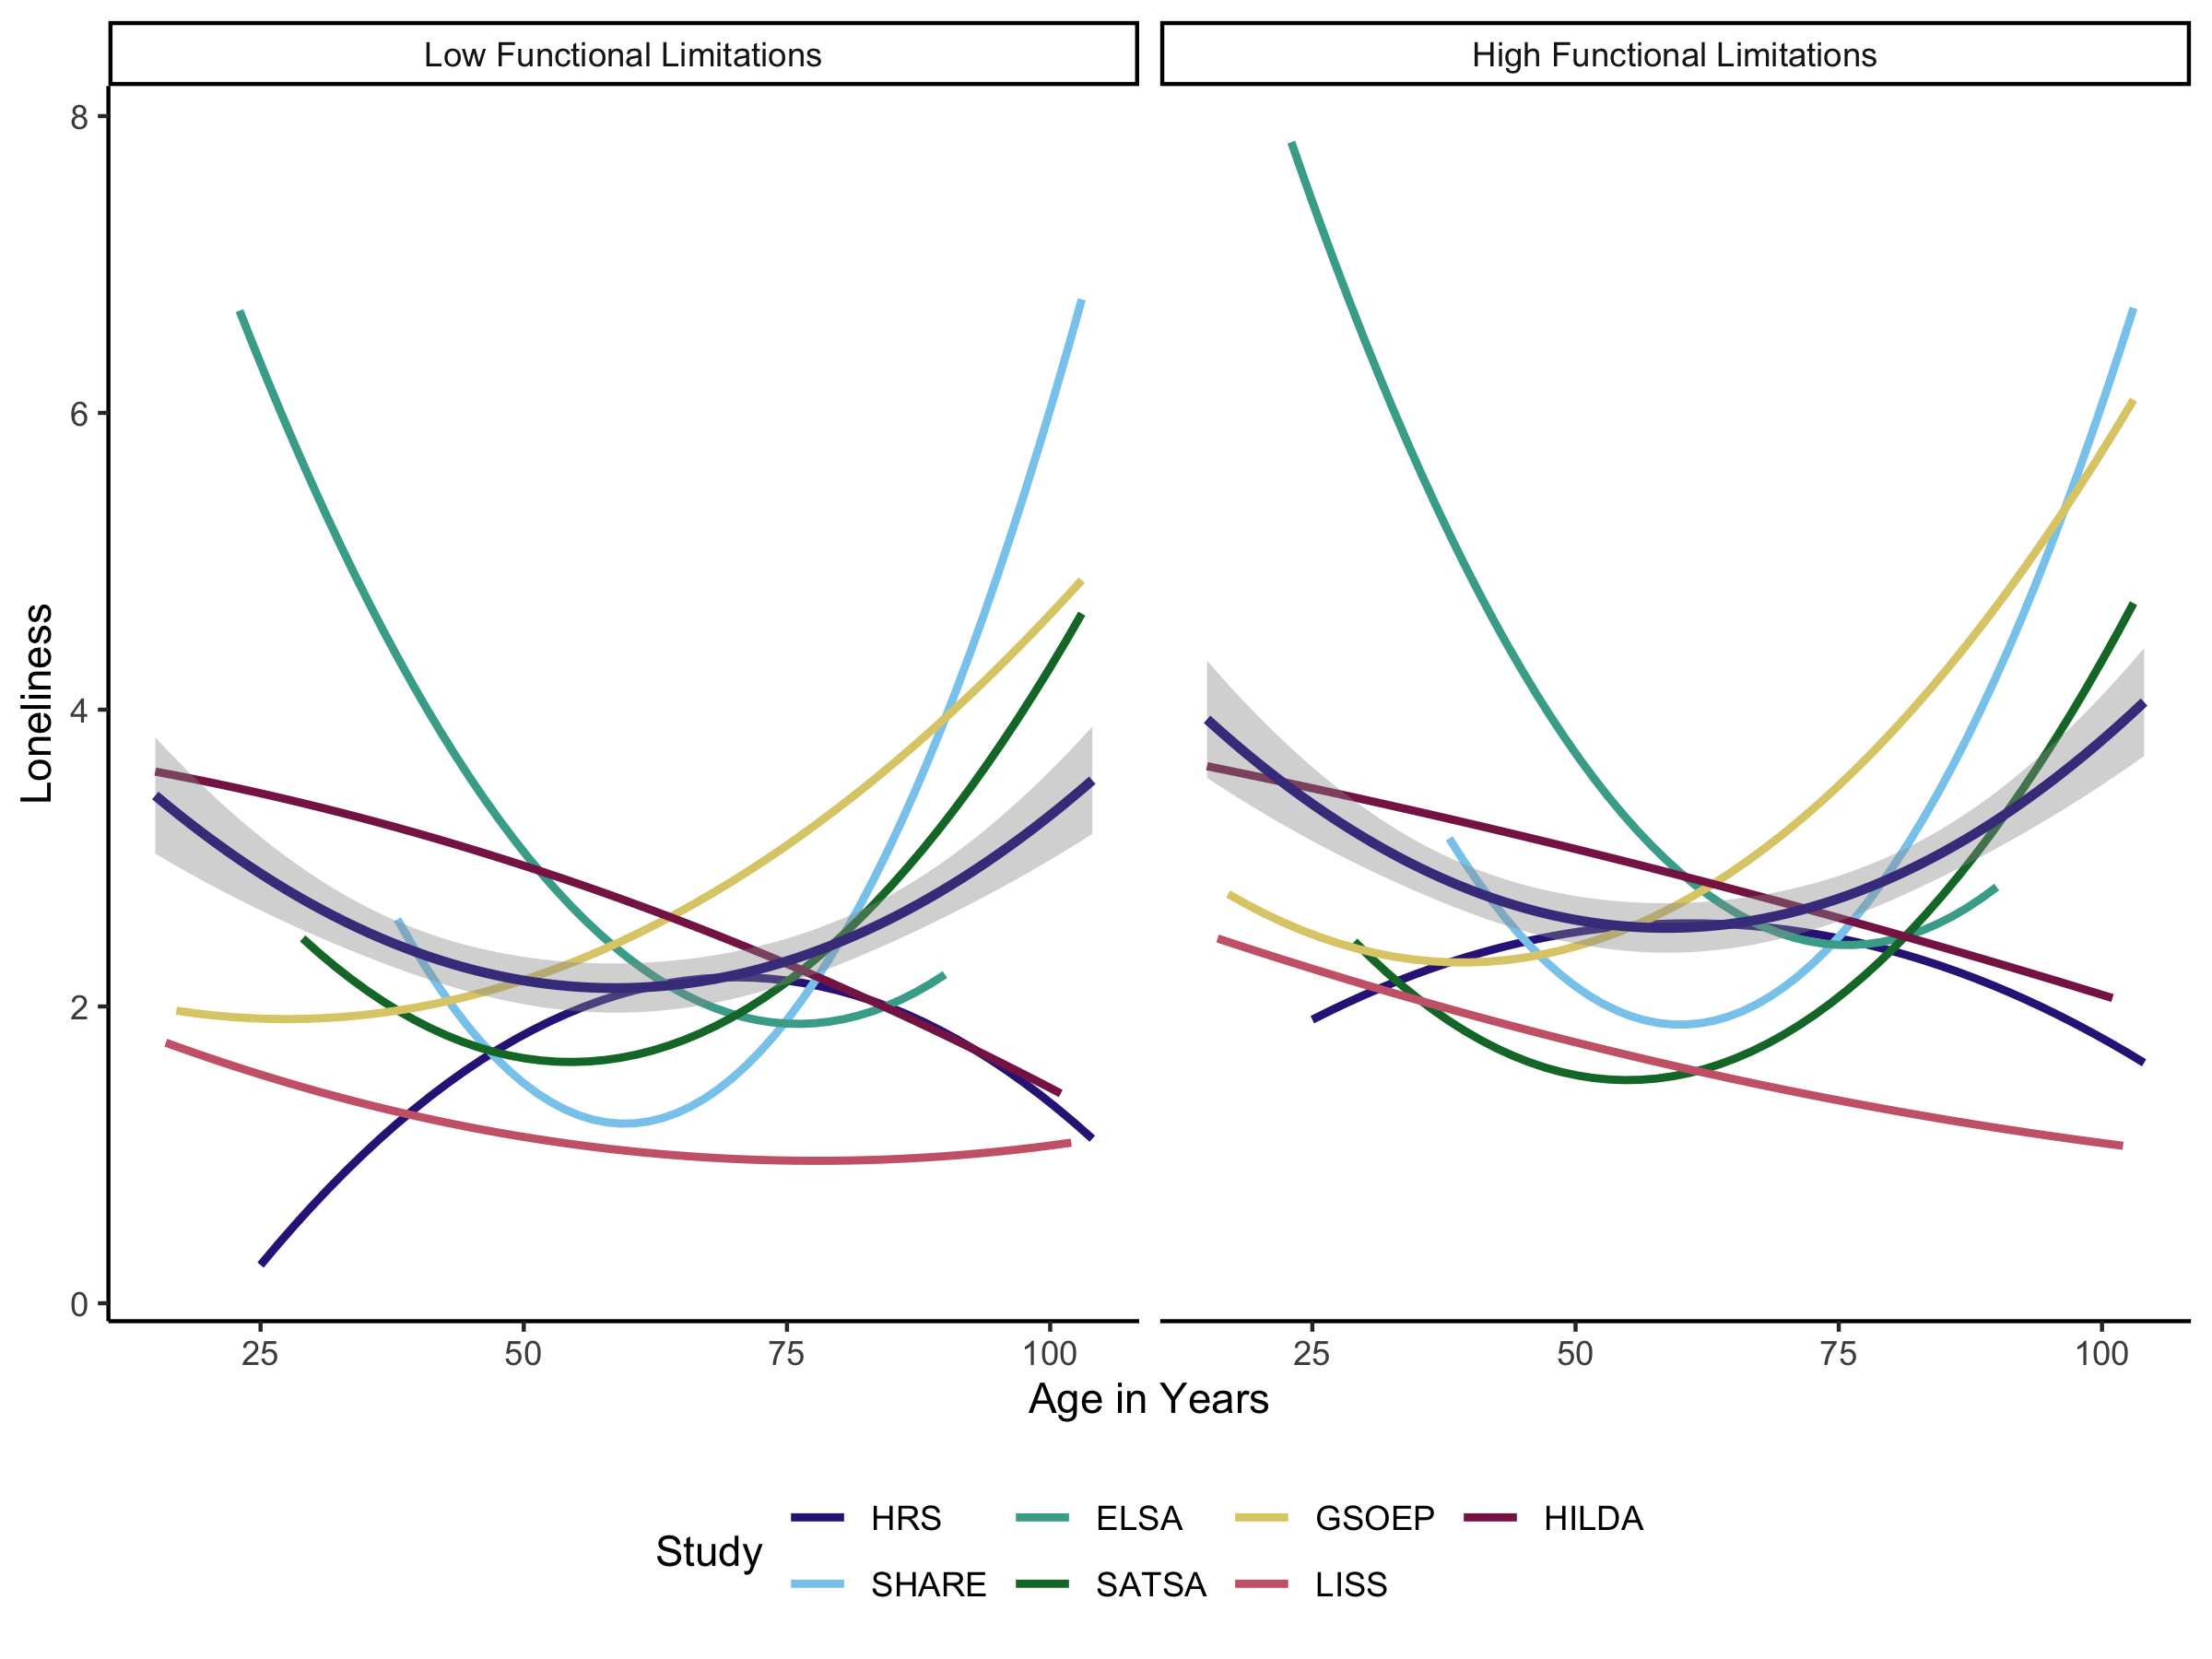 Low Functional Limitations
High Functional Limitations
Loneliness
8
6
4
2
0
25 50 75 100
25 50 75 100
Age in Years
Study
HRS ELSA GSOEP HILDA
SHARE SATSA LISS